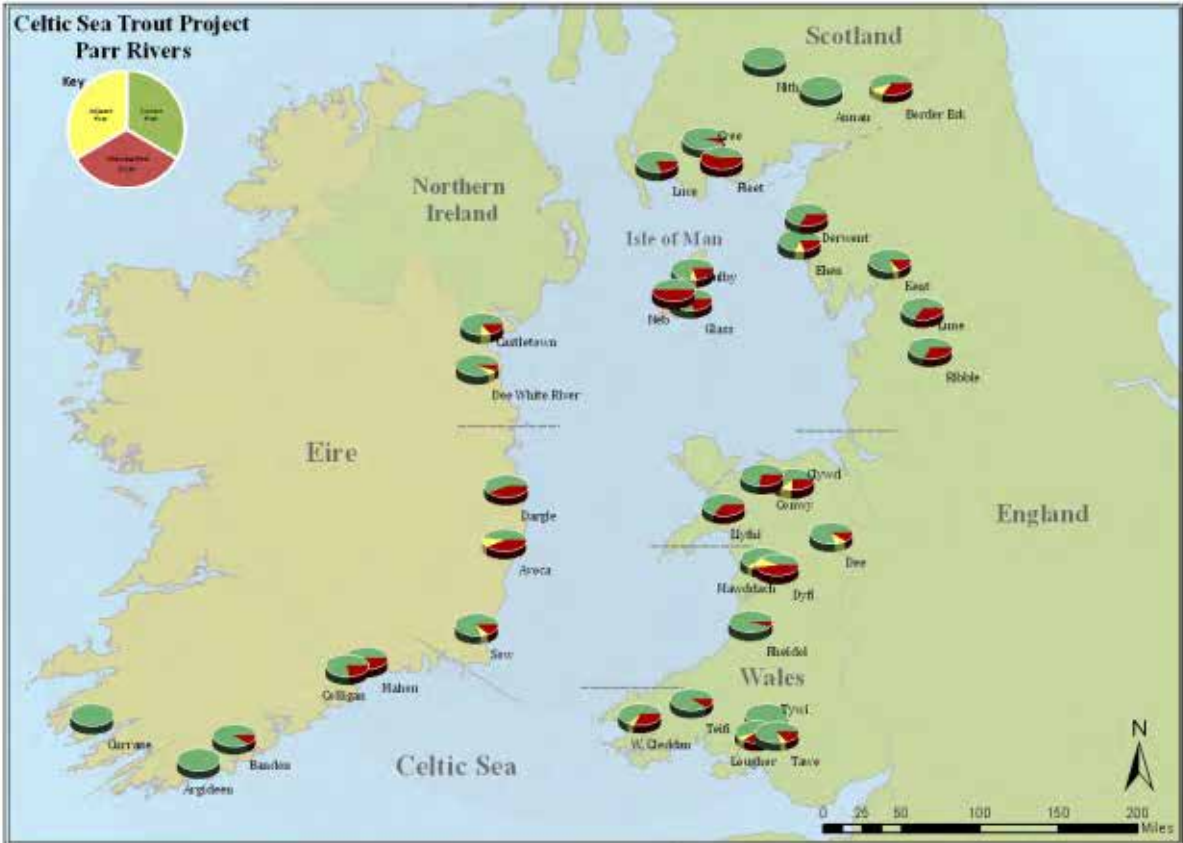 Celtic Sea Trout Project
Parr Rivers
Key
Scotland
Nith
Annan
Border Esk
Cree
Luce
Fleet
Northern
Ireland
Isle of Man
Derwent
Ehen
Kent
Neb
Glass
Lune
Ribble
Castletown
Dee White River
Eire
Dargle
Avoca
Clywd
Conwy
England
Dee
Mawddach
Dyfi
Rheidol
Wales
Sow
Mahon
Colligan
Currane
Bandon
Argideen
Celtic Sea
Teifi
Tywi
W. Cleddau
Loughor
Tawe
N
0 25 50 100 150 200
Miles